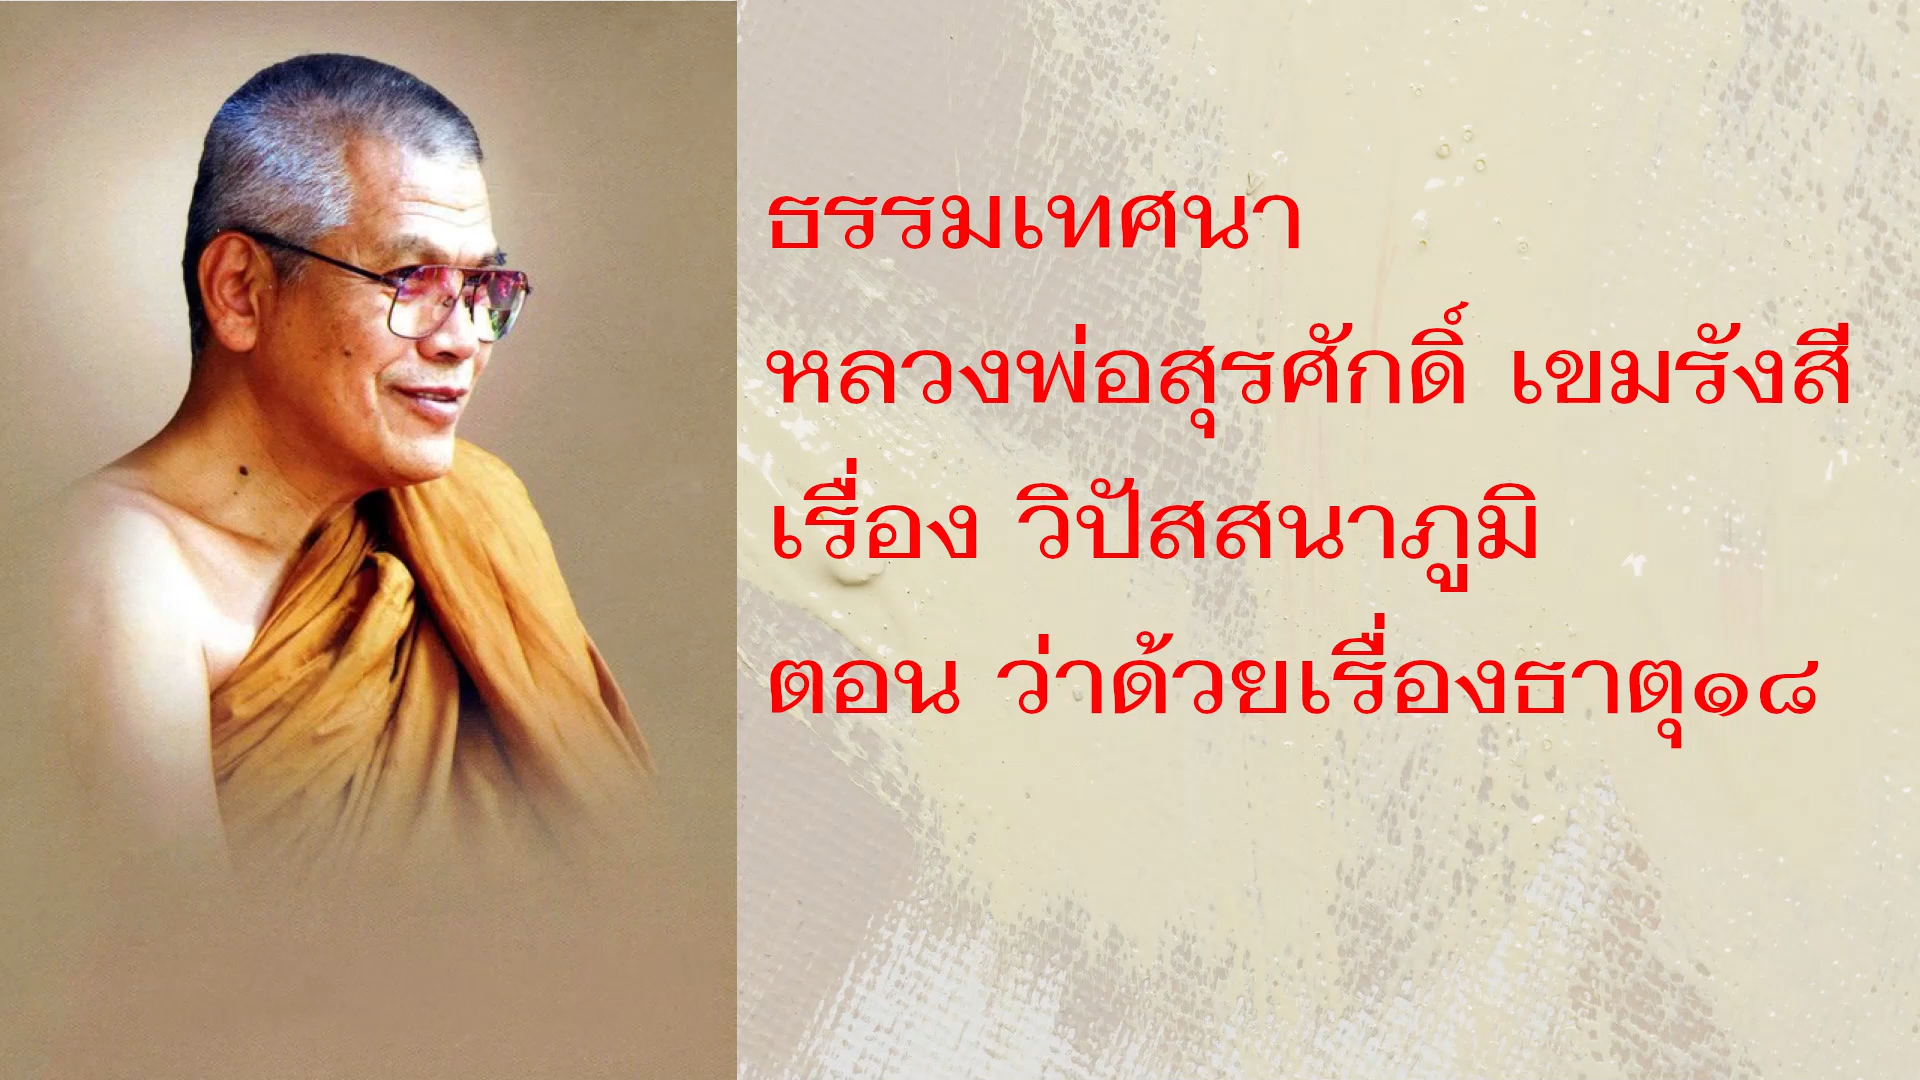 ธรรมเทศนา
หลวงพ่อสุรศักดิ์ เขมรังสี
เรื่อง วิปัสสนาภูมิ
ตอน ว่าด้วยเรื่องธาตุ๑๘